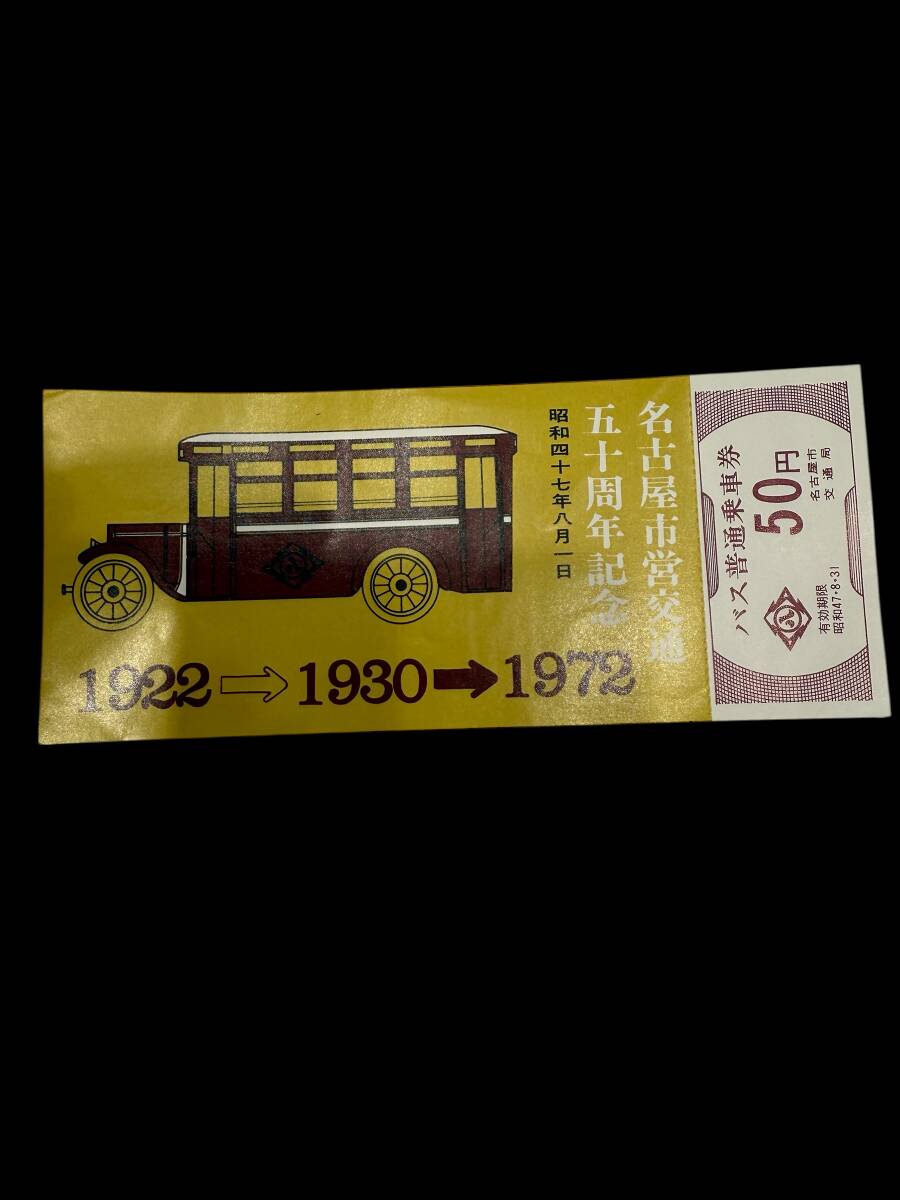 名古屋市営交通
五十周年記念
昭和四十七年八月一日
1922 1930 1972
バス普通乗車券
50円
名古屋市
交通局
有効期限
昭和47・8・31